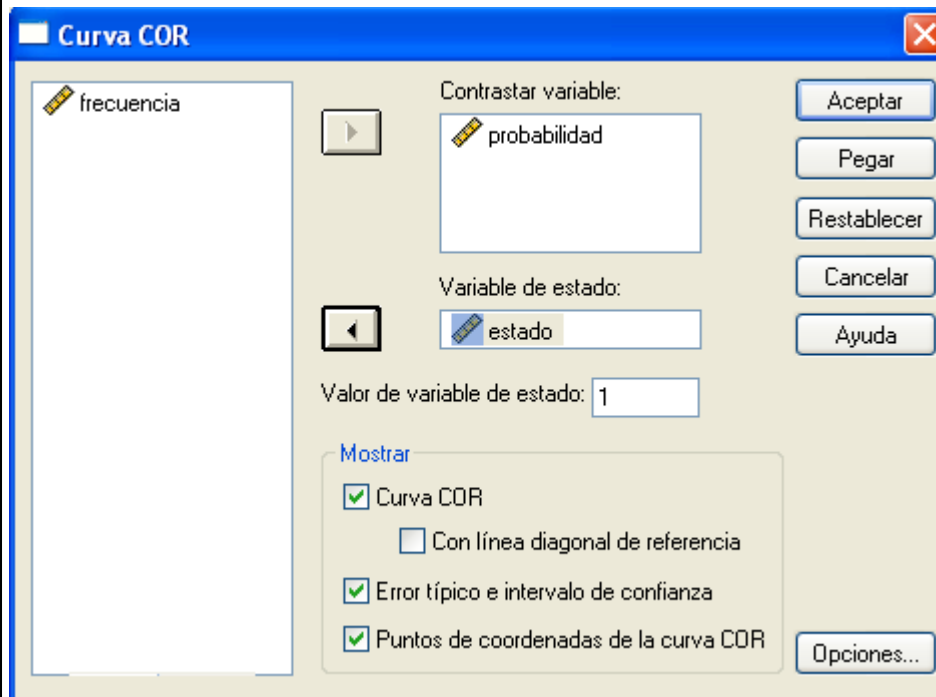 Curva COR
frecuencia
Contrastar variable:
probabilidad
Variable de estado:
estado
Valor de variable de estado: 1
Mostrar
Curva COR
Con línea diagonal de referencia
Error típico e intervalo de confianza
Puntos de coordenadas de la curva COR
Aceptar
Pegar
Restablecer
Cancelar
Ayuda
Opciones...